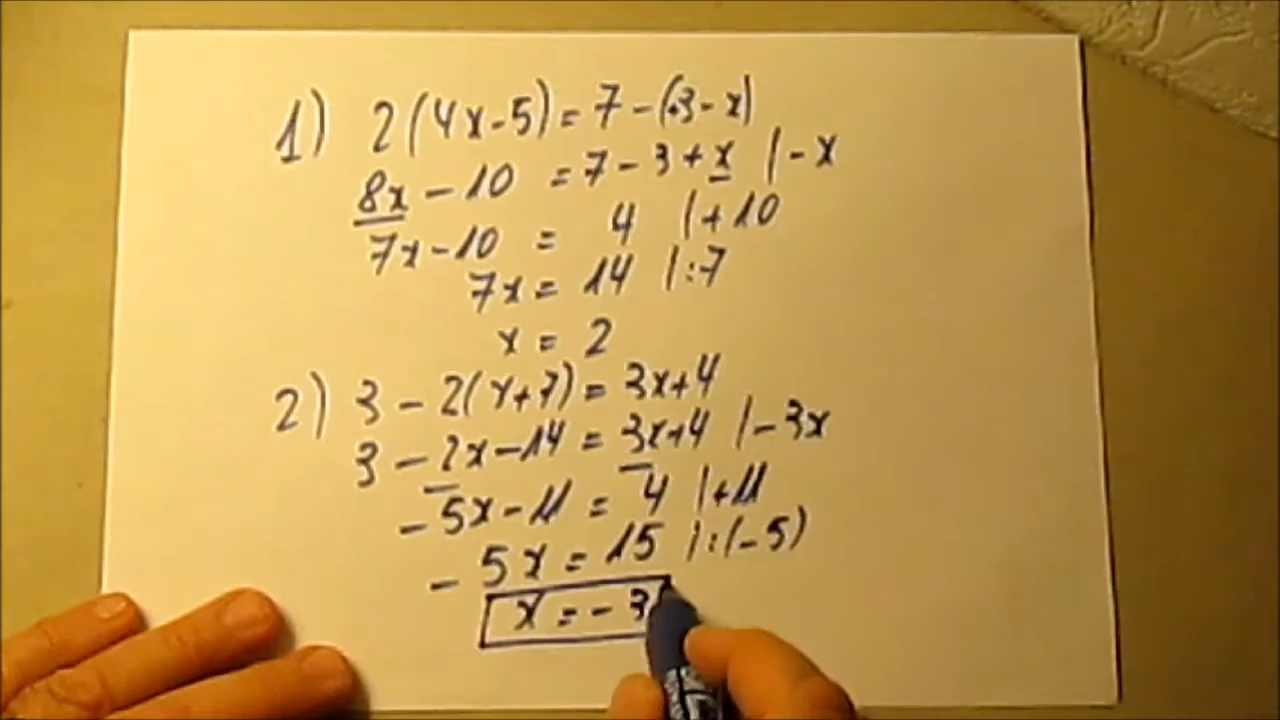 1) 2(4x-5) = 7-(3-x)
8x - 10 = 7 - 3 + x |-x
7x - 10 = 4 |+10
7x = 14 |:7
x = 2
2) 3 - 2(x+7) = 3x+4
3 - 2x - 14 = 3x+4 |-3x
-5x - 11 = 4 |+11
-5x = 15 |:(-5)
x = -3